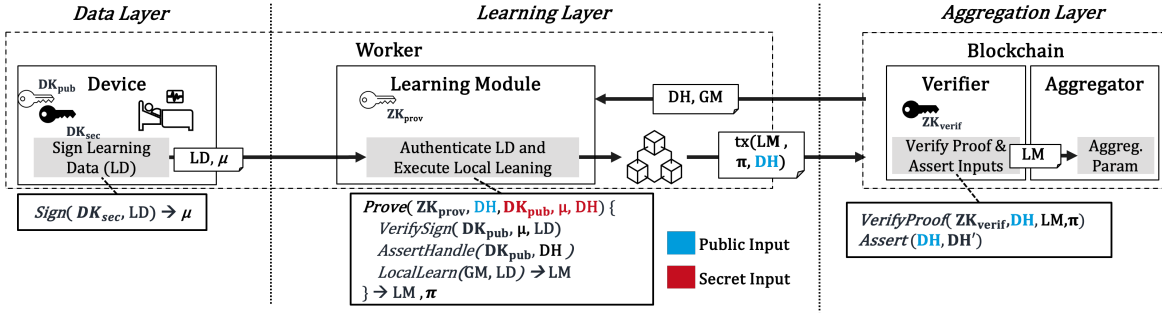 Data Layer
Learning Layer
Aggregation Layer
Worker
Blockchain
DKpub
Device
DKsec
Sign Learning
Data (LD)
LD, μ
Learning Module
ZKprov
Authenticate LD and
Execute Local Leaning
DH, GM
tx(LM ,
π, DH)
Verifier
ZKverif
Verify Proof &
Assert Inputs
LM
Aggregator
Aggreg.
Param
Sign( DKsec, LD) → μ
Prove( ZKprov, DH, DKpub, μ, DH) {
VerifySign( DKpub, μ, LD)
AssertHandle( DKpub, DH )
LocalLearn(GM, LD) → LM
} → LM , π
Public Input
Secret Input
VerifyProof( ZKverif, DH, LM,π)
Assert (DH, DH′)